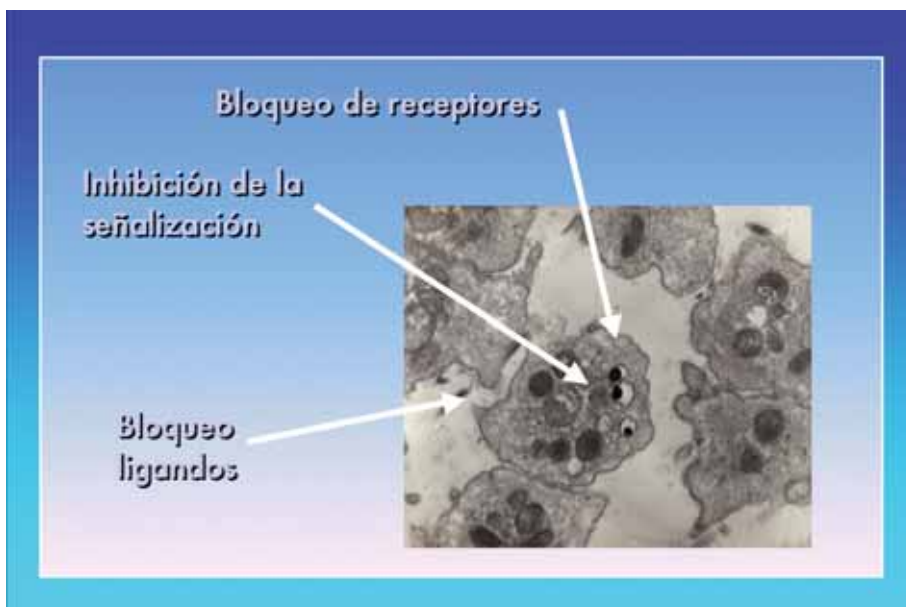 Bloqueo de receptores
Inhibición de la
señalización
Bloqueo
ligandos